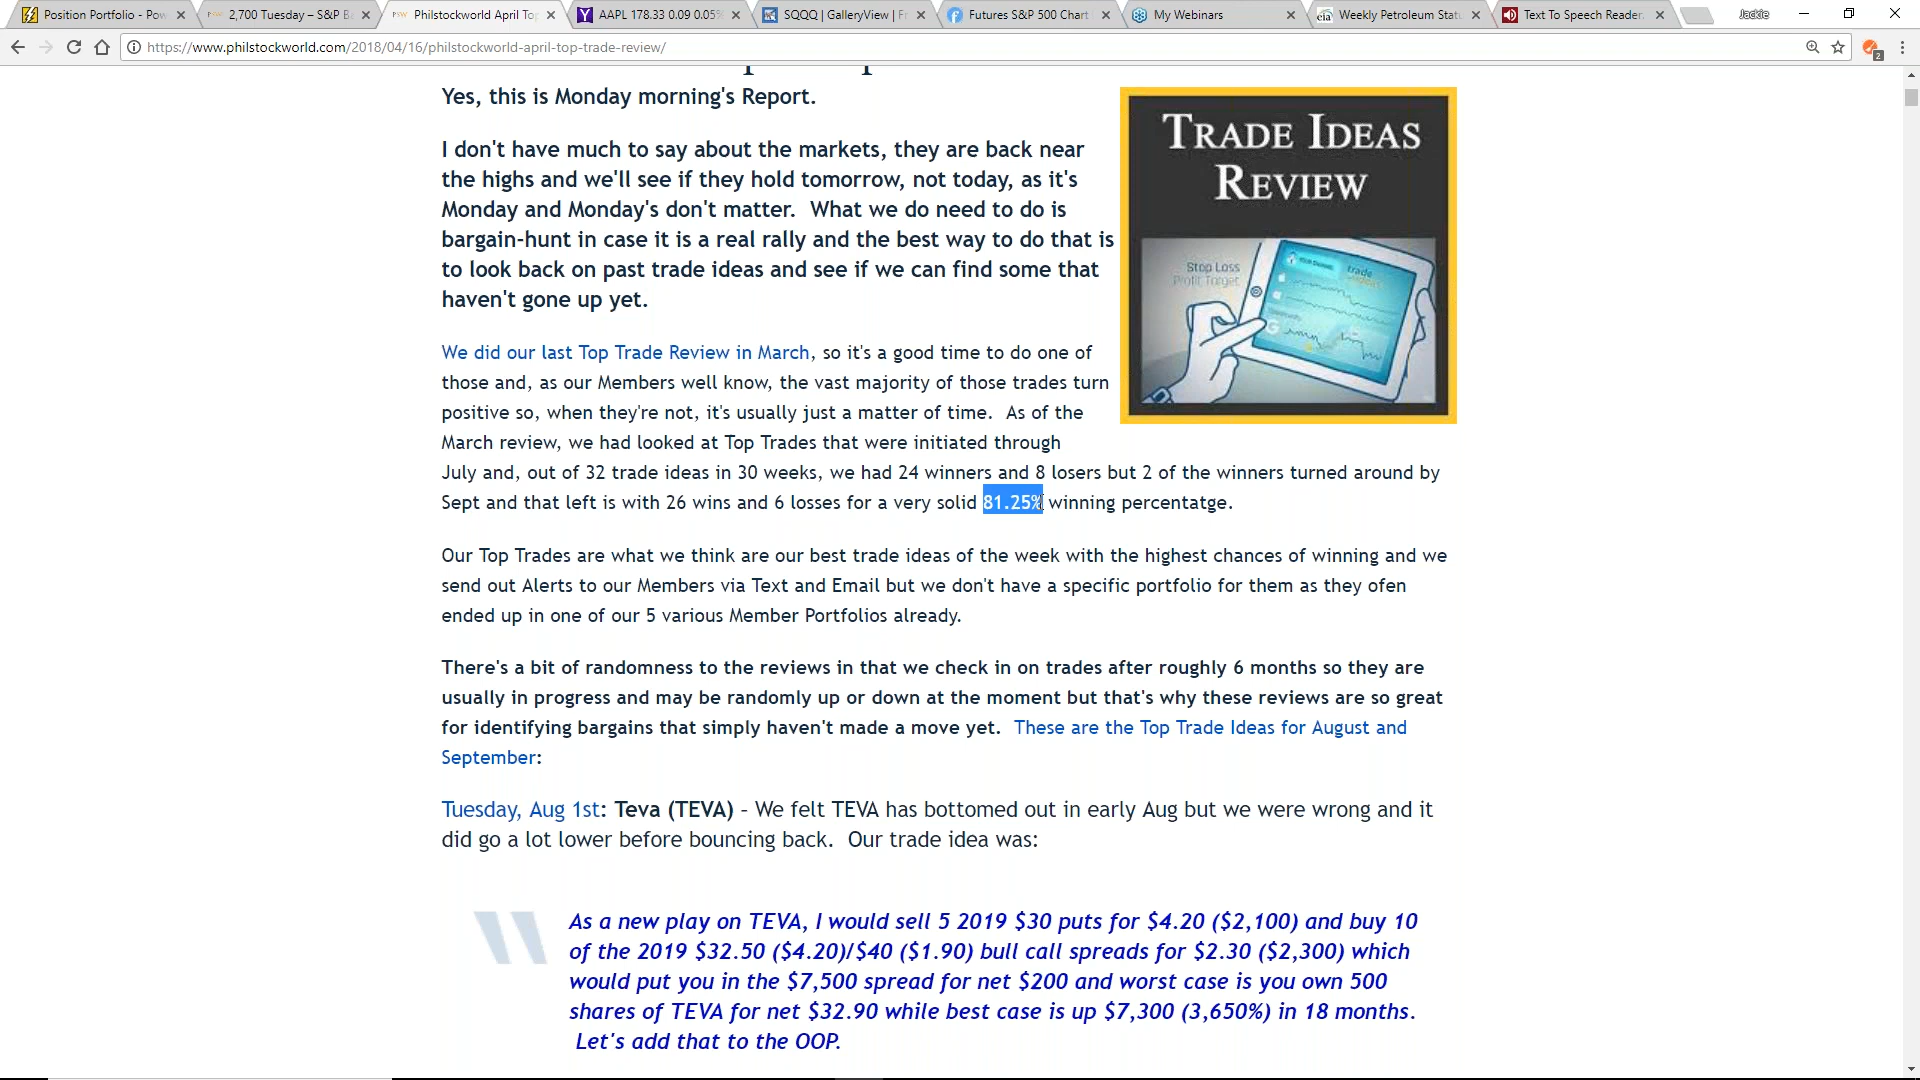 Position Portfolio - Pow
2,700 Tuesday – S&P B
Philstockworld April To
AAPL 178.33 0.09 0.05%
SQQQ | GalleryView | F
Futures S&P 500 Chart
My Webinars
Weekly Petroleum Stat
Text To Speech Reader
Jackie
https://www.philstockworld.com/2018/04/16/philstockworld-april-top-trade-review/
2
Yes, this is Monday morning's Report.
I don't have much to say about the markets, they are back near
the highs and we'll see if they hold tomorrow, not today, as it's
Monday and Monday's don't matter.  What we do need to do is
bargain-hunt in case it is a real rally and the best way to do that is
to look back on past trade ideas and see if we can find some that
haven't gone up yet.
TRADE IDEAS
REVIEW
Stop Loss
Profit Target
trade
ideas
We did our last Top Trade Review in March, so it's a good time to do one of
those and, as our Members well know, the vast majority of those trades turn
positive so, when they're not, it's usually just a matter of time.  As of the
March review, we had looked at Top Trades that were initiated through
July and, out of 32 trade ideas in 30 weeks, we had 24 winners and 8 losers but 2 of the winners turned around by
Sept and that left is with 26 wins and 6 losses for a very solid 81.25% winning percentatge.
Our Top Trades are what we think are our best trade ideas of the week with the highest chances of winning and we
send out Alerts to our Members via Text and Email but we don't have a specific portfolio for them as they ofen
ended up in one of our 5 various Member Portfolios already.
There's a bit of randomness to the reviews in that we check in on trades after roughly 6 months so they are
usually in progress and may be randomly up or down at the moment but that's why these reviews are so great
for identifying bargains that simply haven't made a move yet.  These are the Top Trade Ideas for August and
September:
Tuesday, Aug 1st: Teva (TEVA) – We felt TEVA has bottomed out in early Aug but we were wrong and it
did go a lot lower before bouncing back.  Our trade idea was:
As a new play on TEVA, I would sell 5 2019 $30 puts for $4.20 ($2,100) and buy 10
of the 2019 $32.50 ($4.20)/$40 ($1.90) bull call spreads for $2.30 ($2,300) which
would put you in the $7,500 spread for net $200 and worst case is you own 500
shares of TEVA for net $32.90 while best case is up $7,300 (3,650%) in 18 months.
Let's add that to the OOP.